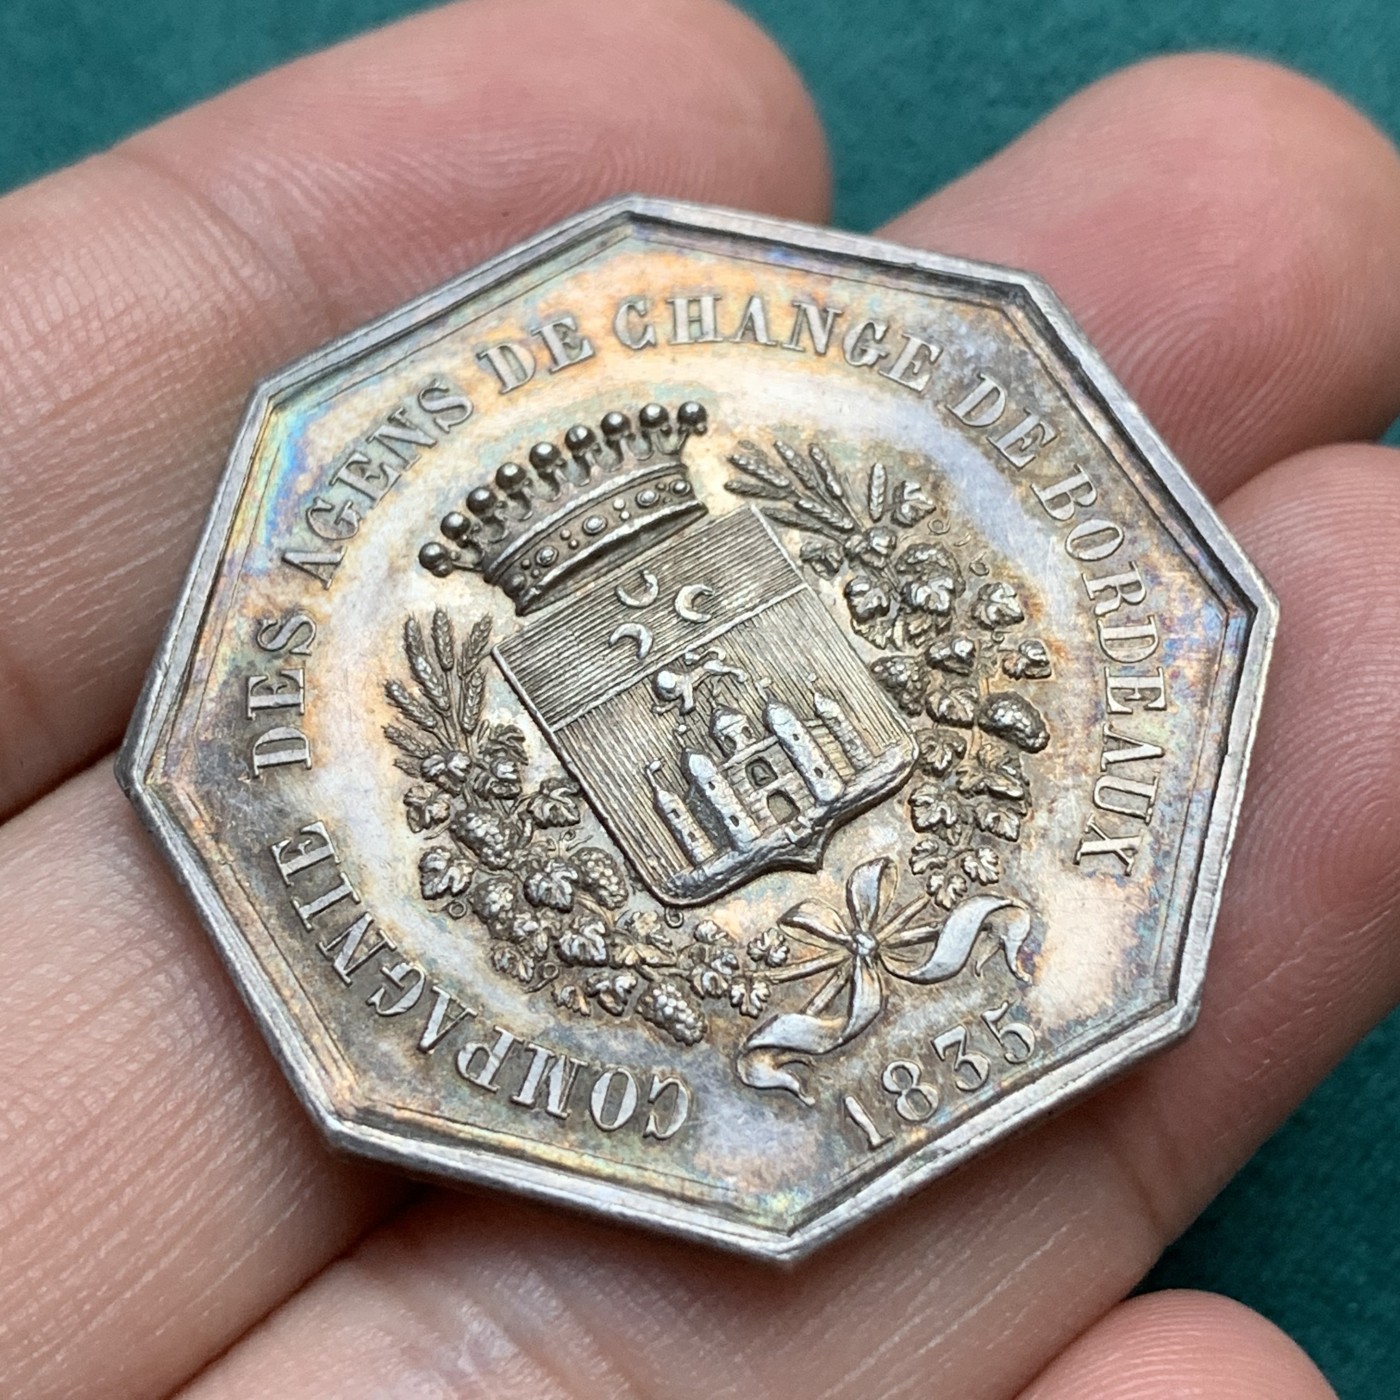 COMPAGNIE DES AGENS DE CHANGE DE BORDEAUX
1835